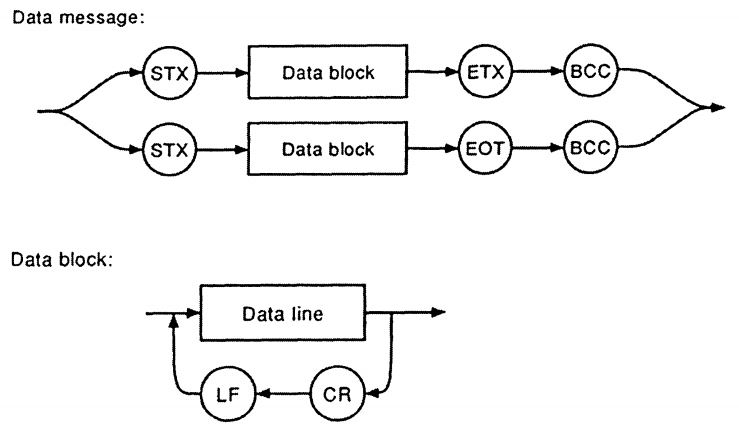 Data message:
STX Data block ETX BCC
STX Data block EOT BCC
Data block:
Data line
LF CR